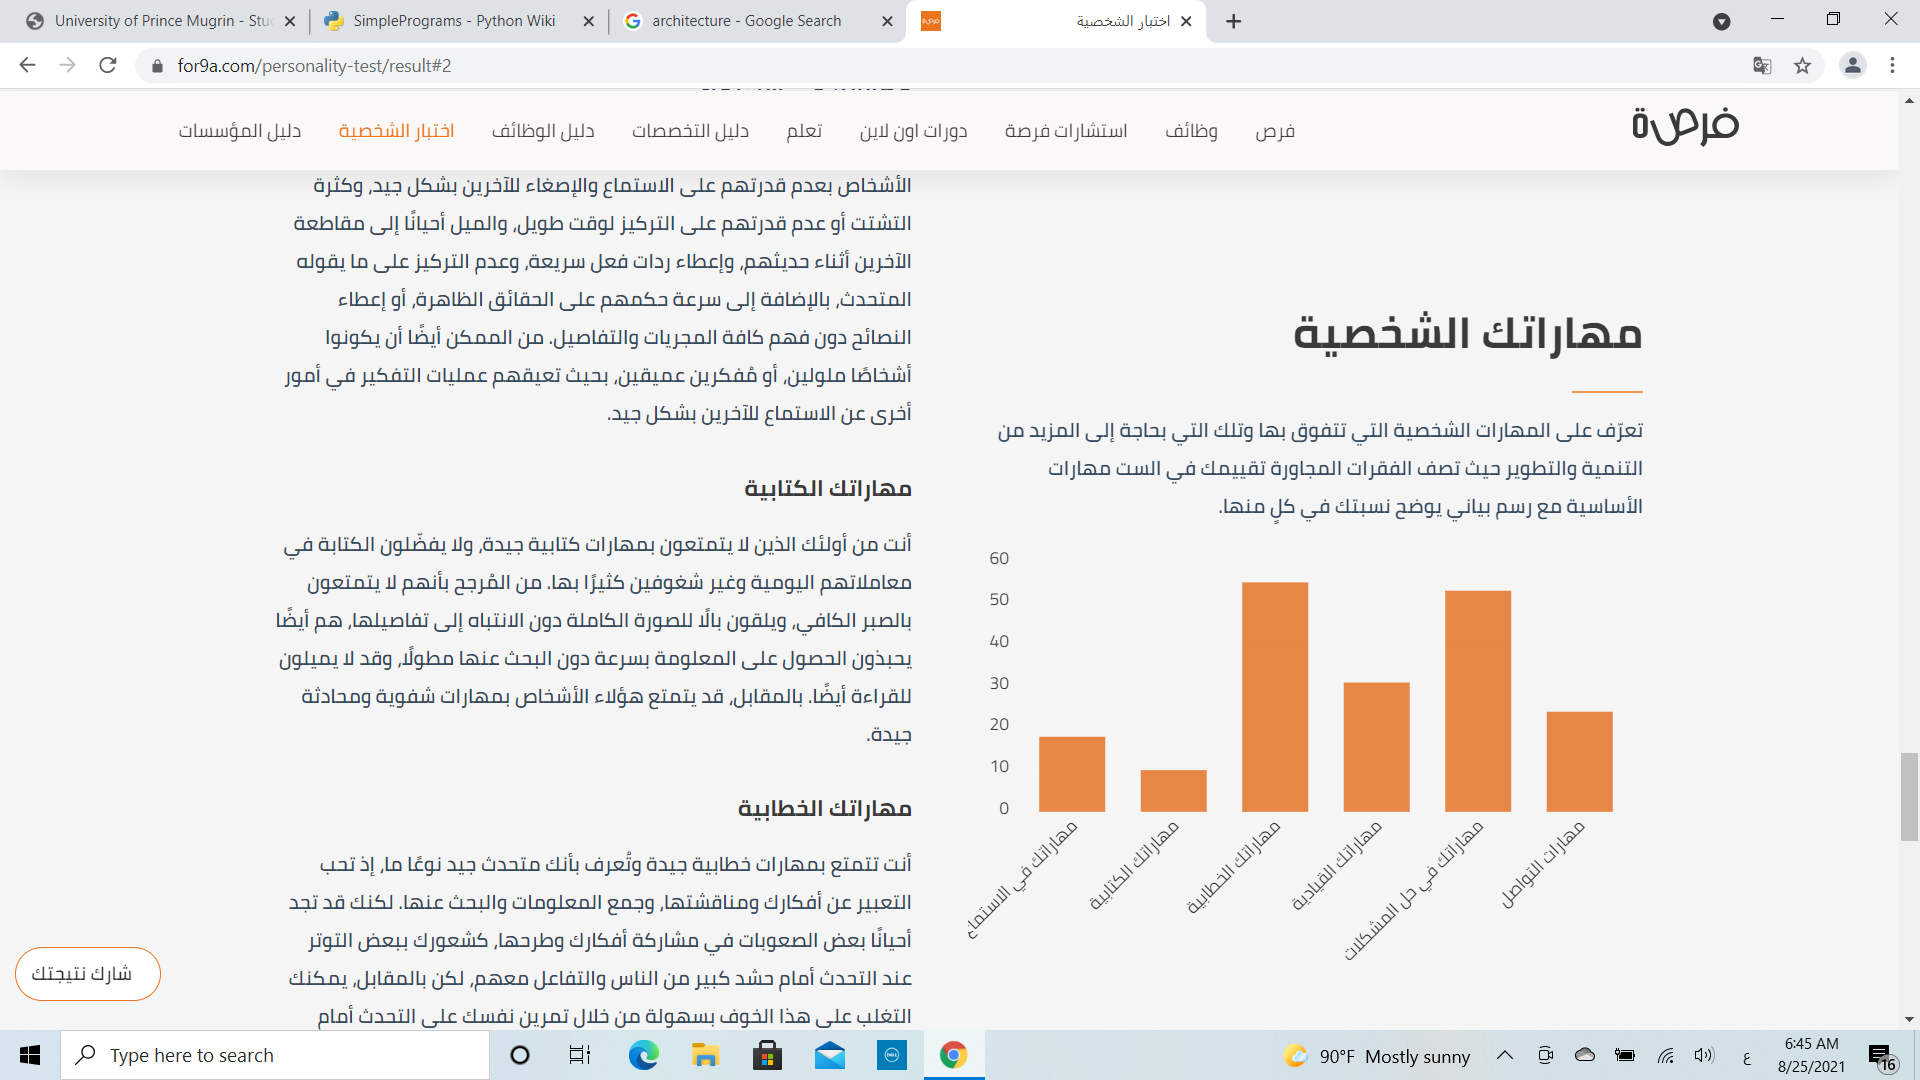 University of Prince Mugrin - Stu
SimplePrograms - Python Wiki
architecture - Google Search
اختبار الشخصية
for9a.com/personality-test/result#2
فرصة
فرص
وظائف
استشارات فرصة
دورات اون لاين
تعلم
دليل التخصصات
دليل الوظائف
اختبار الشخصية
دليل المؤسسات
مهاراتك الشخصية
تعرّف على المهارات الشخصية التي تتفوق بها وتلك التي بحاجة إلى المزيد من
التنمية والتطوير حيث تصف الفقرات المجاورة تقييمك في الست مهارات
الأساسية مع رسم بياني يوضح نسبتك في كلٍ منها.
60
50
40
30
20
10
0
مهاراتك في الاستماع
مهاراتك الكتابية
مهاراتك الخطابية
مهاراتك القيادية
مهاراتك في حل المشكلات
مهارات التواصل
الأشخاص بعدم قدرتهم على الاستماع والإصغاء للآخرين بشكل جيد، وكثرة
التشتت أو عدم قدرتهم على التركيز لوقت طويل، والميل أحيانًا إلى مقاطعة
الآخرين أثناء حديثهم، وإعطاء ردات فعل سريعة، وعدم التركيز على ما يقوله
المتحدث، بالإضافة إلى سرعة حكمهم على الحقائق الظاهرة، أو إعطاء
النصائح دون فهم كافة المجريات والتفاصيل. من الممكن أيضًا أن يكونوا
أشخاصًا ملولين، أو مُفكرين عميقين، بحيث تعيقهم عمليات التفكير في أمور
أخرى عن الاستماع للآخرين بشكل جيد.
مهاراتك الكتابية
أنت من أولئك الذين لا يتمتعون بمهارات كتابية جيدة، ولا يفضّلون الكتابة في
معاملاتهم اليومية وغير شغوفين كثيرًا بها. من المُرجح بأنهم لا يتمتعون
بالصبر الكافي، ويلقون بالًا للصورة الكاملة دون الانتباه إلى تفاصيلها، هم أيضًا
يحبذون الحصول على المعلومة بسرعة دون البحث عنها مطولًا، وقد لا يميلون
للقراءة أيضًا. بالمقابل، قد يتمتع هؤلاء الأشخاص بمهارات شفوية ومحادثة
جيدة.
مهاراتك الخطابية
أنت تتمتع بمهارات خطابية جيدة وتُعرف بأنك متحدث جيد نوعًا ما، إذ تحب
التعبير عن أفكارك ومناقشتها، وجمع المعلومات والبحث عنها. لكنك قد تجد
أحيانًا بعض الصعوبات في مشاركة أفكارك وطرحها، كشعورك ببعض التوتر
عند التحدث أمام حشد كبير من الناس والتفاعل معهم، لكن بالمقابل، يمكنك
التغلب على هذا الخوف بسهولة من خلال تمرين نفسك على التحدث أمام
شارك نتيجتك
Type here to search
DELL
90°F Mostly sunny
ع
6:45 AM
8/25/2021
16